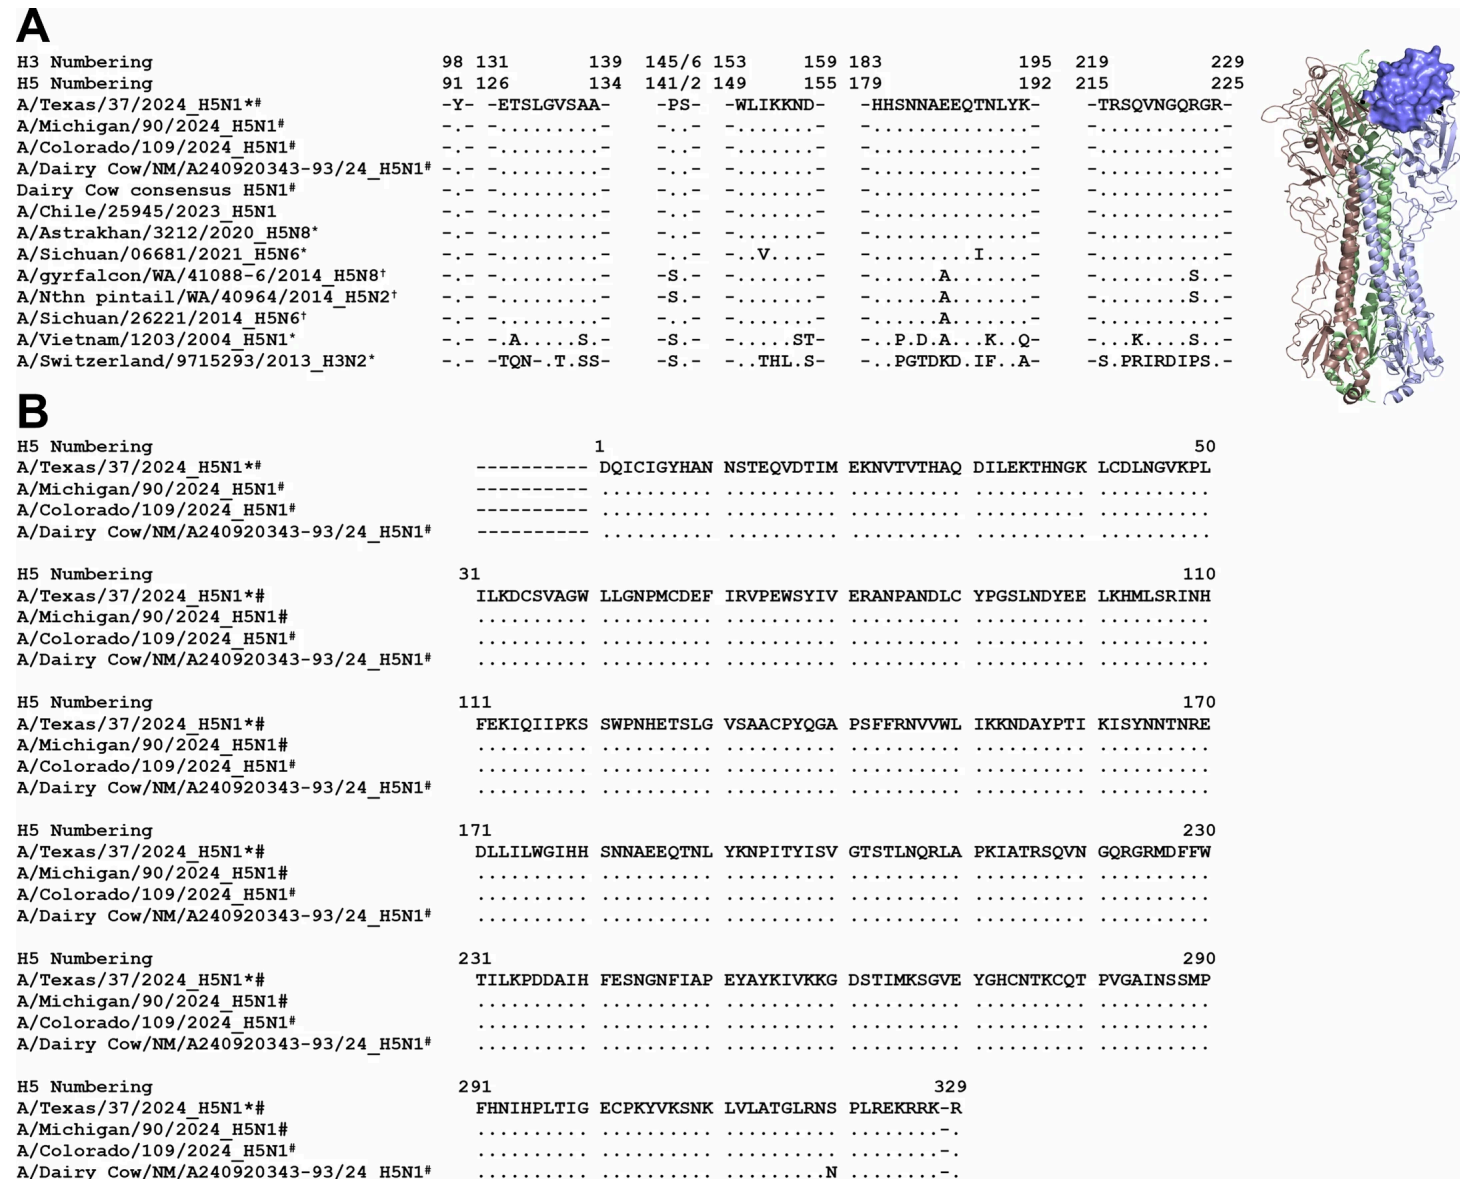 A
H3 Numbering 98 131 139 145/6 153 159 183 195 219 229
H5 Numbering 91 126 134 141/2 149 155 179 192 215 225
A/Texas/37/2024_H5N1*# -Y- -ETSLGVSAA- -PS- -WLIKKND- -HHSNNAEEQTNLYK- -TRSQVNGQRGR-
A/Michigan/90/2024_H5N1# -.- -.........- -..- -.......- -..............- -...........-
A/Colorado/109/2024_H5N1# -.- -.........- -..- -.......- -..............- -...........-
A/Dairy Cow/NM/A240920343-93/24_H5N1# -.- -.........- -..- -.......- -..............- -...........-
Dairy Cow consensus H5N1# -.- -.........- -..- -.......- -..............- -...........-
A/Chile/25945/2023_H5N1 -.- -.........- -..- -.......- -..............- -...........-
A/Astrakhan/3212/2020_H5N8* -.- -.........- -..- -.......- -..............- -...........-
A/Sichuan/06681/2021_H5N6* -.- -.........- -..- -..V....- -.........I....- -...........-
A/gyrfalcon/WA/41088-6/2014_H5N8† -.- -.........- -S.- -.......- -......A.......- -........S..-
A/Nthn pintail/WA/40964/2014_H5N2† -.- -.........- -S.- -.......- -......A.......- -........S..-
A/Sichuan/26221/2014_H5N6† -.- -.........- -..- -.......- -......A.......- -...........-
A/Vietnam/1203/2004_H5N1* -.- -.A.....S.- -S.- -.....ST- -..P.D.A...K..Q- -...K....S..-
A/Switzerland/9715293/2013_H3N2* -.- -TQN-.T.SS- -S.- -..THL.S- -..PGTDKD.IF..A- -S.PRIRDIPS.-
B
H5 Numbering 1 50
A/Texas/37/2024_H5N1*# ---------- DQICIGYHAN NSTEQVDTIM EKNVTVTHAQ DILEKTHNGK LCDLNGVKPL
A/Michigan/90/2024_H5N1# ---------- .......... .......... .......... .......... ..........
A/Colorado/109/2024_H5N1# ---------- .......... .......... .......... .......... ..........
A/Dairy Cow/NM/A240920343-93/24_H5N1# ---------- .......... .......... .......... .......... ..........
H5 Numbering 31 110
A/Texas/37/2024_H5N1*# ILKDCSVAGW LLGNPMCDEF IRVPEWSYIV ERANPANDLC YPGSLNDYEE LKHMLSRINH
A/Michigan/90/2024_H5N1# .......... .......... .......... .......... .......... ..........
A/Colorado/109/2024_H5N1# .......... .......... .......... .......... .......... ..........
A/Dairy Cow/NM/A240920343-93/24_H5N1# .......... .......... .......... .......... .......... ..........
H5 Numbering 111 170
A/Texas/37/2024_H5N1*# FEKIQIIPKS SWPNHETSLG VSAACPYQGA PSFFRNVVWL IKKNDAYPTI KISYNNTNRE
A/Michigan/90/2024_H5N1# .......... .......... .......... .......... .......... ..........
A/Colorado/109/2024_H5N1# .......... .......... .......... .......... .......... ..........
A/Dairy Cow/NM/A240920343-93/24_H5N1# .......... .......... .......... .......... .......... ..........
H5 Numbering 171 230
A/Texas/37/2024_H5N1*# DLLILWGIHH SNNAEEQTNL YKNPITYISV GTSTLNQRLA PKIATRSQVN GQRGRMDFFW
A/Michigan/90/2024_H5N1# .......... .......... .......... .......... .......... ..........
A/Colorado/109/2024_H5N1# .......... .......... .......... .......... .......... ..........
A/Dairy Cow/NM/A240920343-93/24_H5N1# .......... .......... .......... .......... .......... ..........
H5 Numbering 231 290
A/Texas/37/2024_H5N1*# TILKPDDAIH FESNGNFIAP EYAYKIVKKG DSTIMKSGVE YGHCNTKCQT PVGAINSSMP
A/Michigan/90/2024_H5N1# .......... .......... .......... .......... .......... ..........
A/Colorado/109/2024_H5N1# .......... .......... .......... .......... .......... ..........
A/Dairy Cow/NM/A240920343-93/24_H5N1# .......... .......... .......... .......... .......... ..........
H5 Numbering 291 329
A/Texas/37/2024_H5N1*# FHNIHPLTIG ECPKYVKSNK LVLATGLRNS PLREKRRK-R
A/Michigan/90/2024_H5N1# .......... .......... .......... ........-.
A/Colorado/109/2024_H5N1# .......... .......... .......... ........-.
A/Dairy Cow/NM/A240920343-93/24_H5N1# .......... .......... .........N ........-.